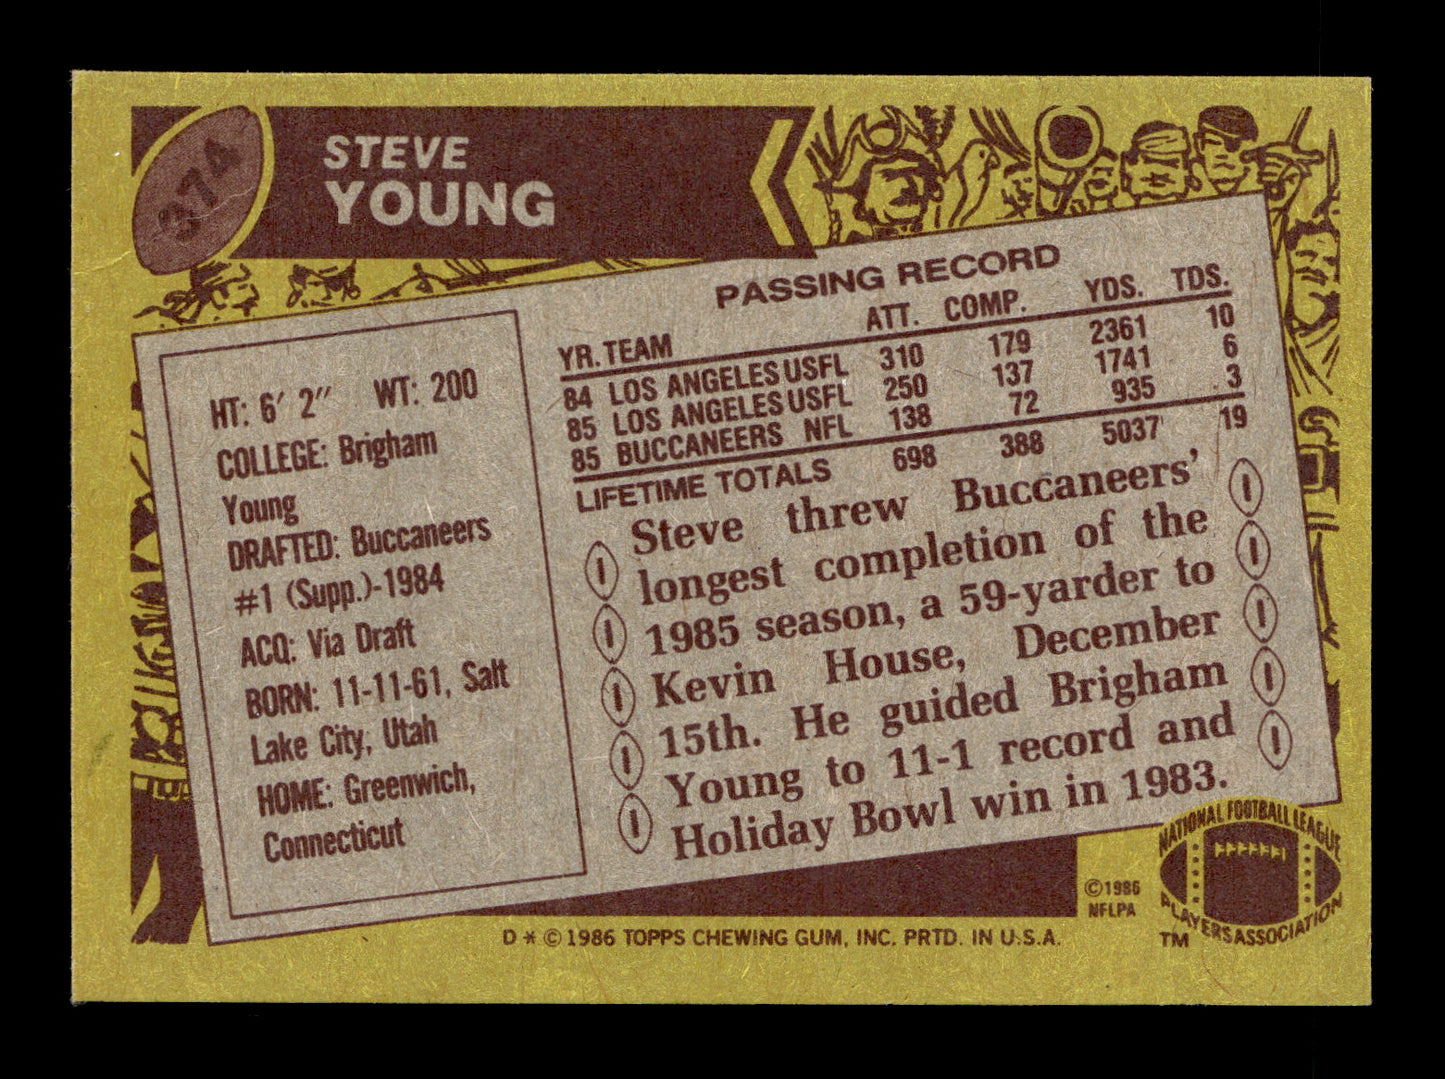 374
STEVE
YOUNG
HT: 6' 2" WT: 200
COLLEGE: Brigham
Young
DRAFTED: Buccaneers
#1 (Supp.)-1984
ACQ: Via Draft
BORN: 11-11-61, Salt
Lake City, Utah
HOME: Greenwich,
Connecticut
PASSING RECORD
YR. TEAM ATT. COMP. YDS. TDS.
84 LOS ANGELES USFL 310 179 2361 10
85 LOS ANGELES USFL 250 137 1741 6
85 BUCCANEERS NFL 138 72 935 3
LIFETIME TOTALS 698 388 5037 19
Steve threw Buccaneers'
longest completion of the
1985 season, a 59-yarder to
Kevin House, December
15th. He guided Brigham
Young to 11-1 record and
Holiday Bowl win in 1983.
©1986
NFLPA
NATIONAL FOOTBALL LEAGUE
PLAYERS ASSOCIATION
TM
D * © 1986 TOPPS CHEWING GUM, INC. PRTD. IN U.S.A.